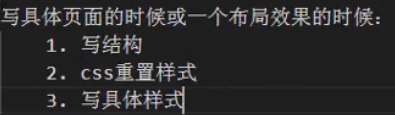 写具体页面的时候或一个布局效果的时候:
1. 写结构
2. css重置样式
3. 写具体样式